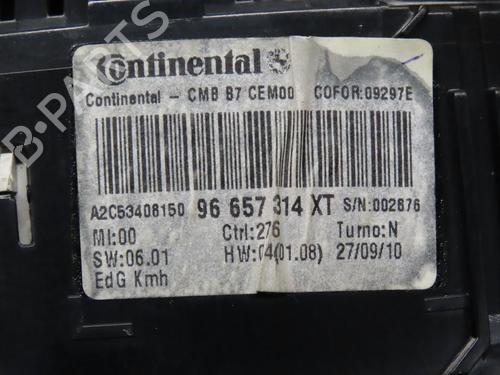 Continental
Continental - CMB B7 CEM00 COFOR:09297E
A2C53408150 96 657 314 XT S/N:002876
MI:00 Ctrl:276 Turno:N
SW:06.01 HW:04(01.08) 27/09/10
EdG Kmh
B-PARTS